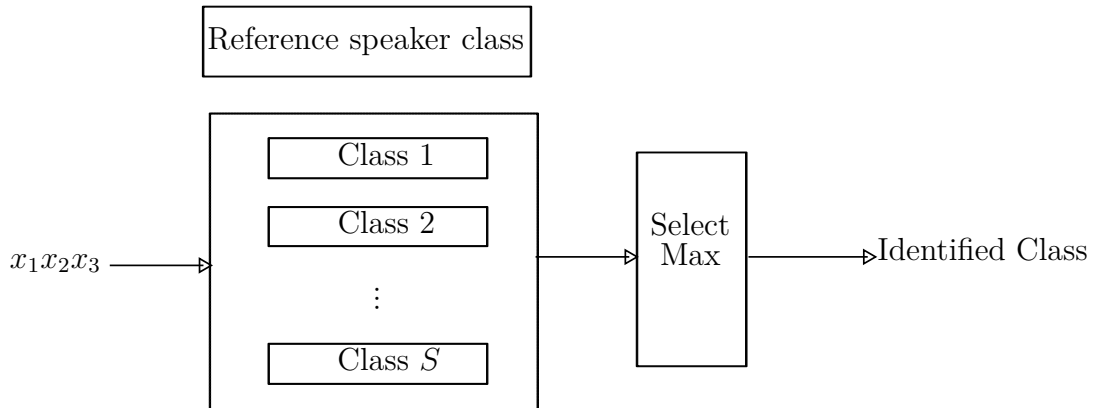 Reference speaker class
Class 1
Class 2
⋮
Class S
x₁x₂x₃
Select
Max
Identified Class